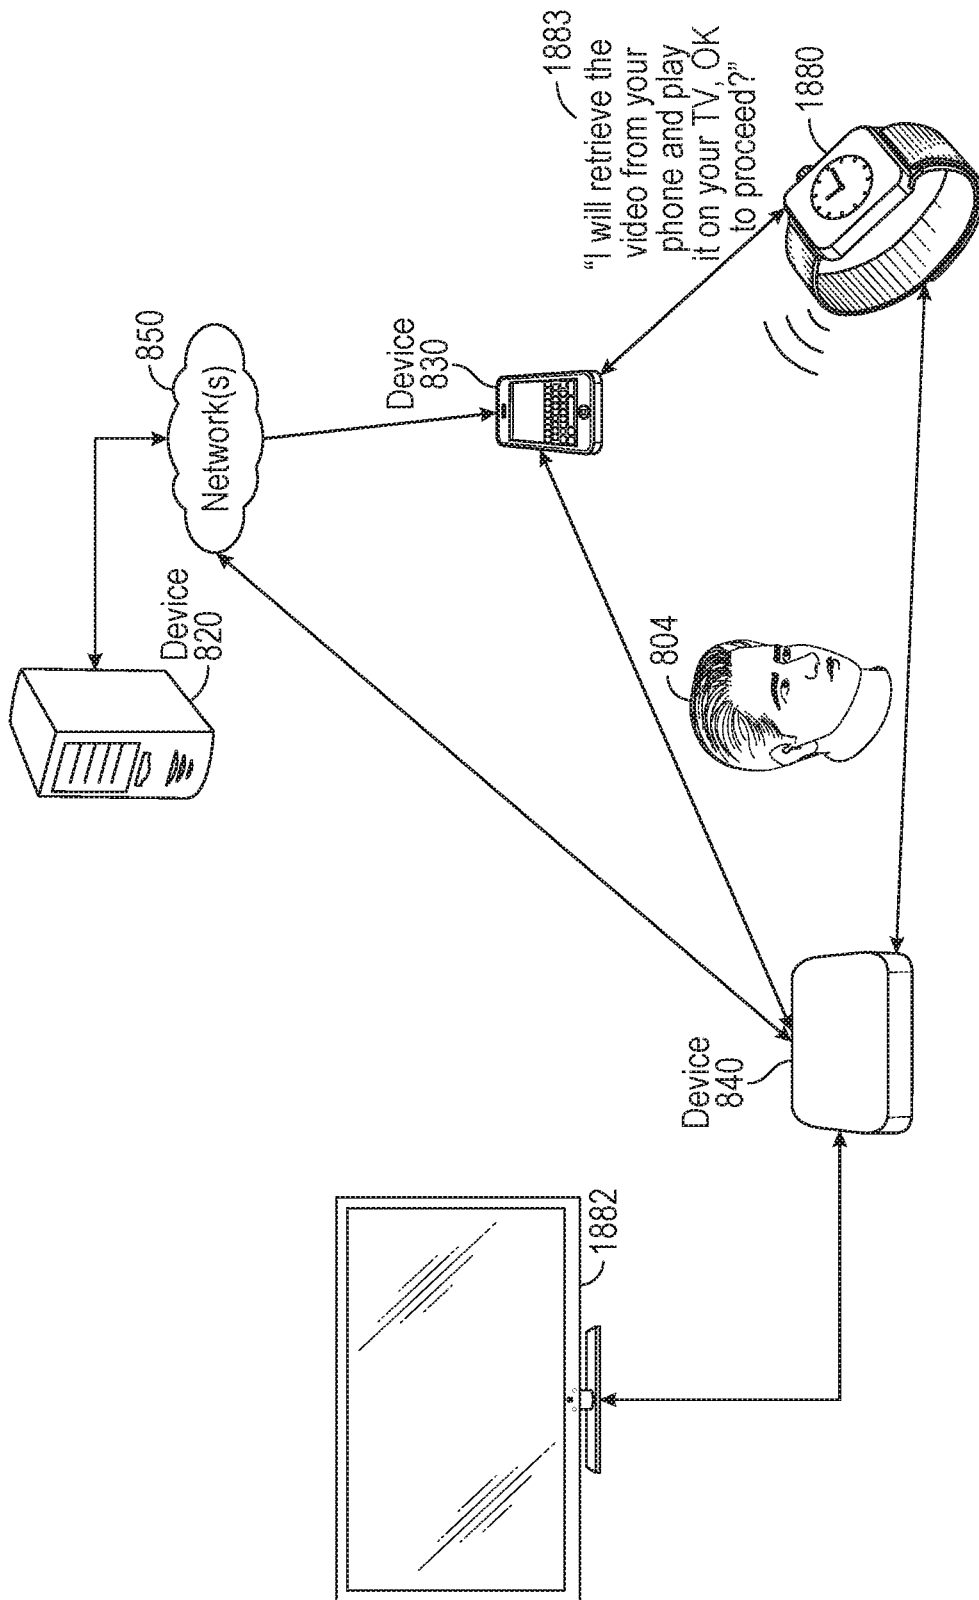 Device
820
850
Network(s)
Device
830
1883
"I will retrieve the
video from your
phone and play
it on your TV, OK
to proceed?"
1880
804
Device
840
1882